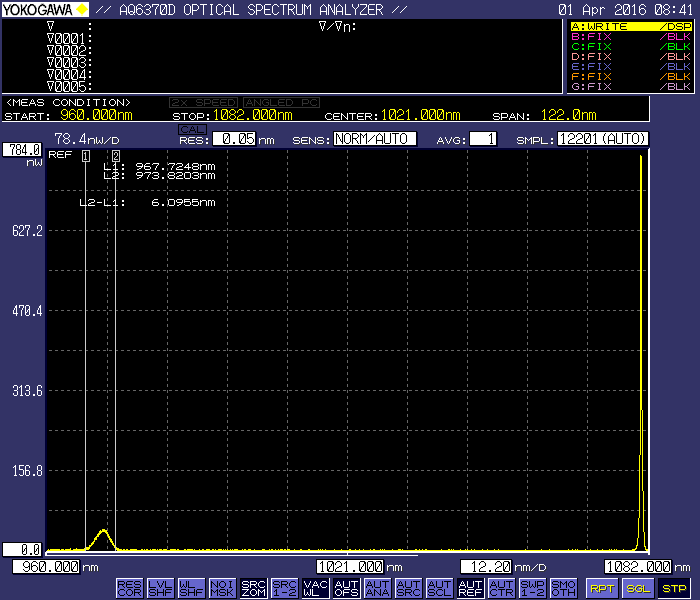 YOKOGAWA // AQ6370D OPTICAL SPECTRUM ANALYZER // 01 Apr 2016 08:41
∇ : ∇/∇n:
∇0001:
∇0002:
∇0003:
∇0004:
∇0005:
A:WRITE /DSP
B:FIX /BLK
C:FIX /BLK
D:FIX /BLK
E:FIX /BLK
F:FIX /BLK
G:FIX /BLK
<MEAS CONDITION> 2x SPEED ANGLED PC
START: 960.000nm STOP:1082.000nm CENTER:1021.000nm SPAN: 122.0nm
CAL
78.4nW/D RES: 0.05 nm SENS: NORM/AUTO AVG: 1 SMPL: 12201(AUTO)
784.0
nW
REF 1 2
L1: 967.7248nm
L2: 973.8203nm
L2-L1: 6.0955nm
627.2
470.4
313.6
156.8
0.0
960.000 nm 1021.000 nm 12.20 nm/D 1082.000 nm
RES COR
LVL SHF
WL SHF
NOI MSK
SRC ZOM
SRC 1-2
VAC WL
AUT OFS
AUT ANA
AUT SRC
AUT SCL
AUT REF
AUT CTR
SWP 1-2
SMO OTH
RPT
SGL
STP